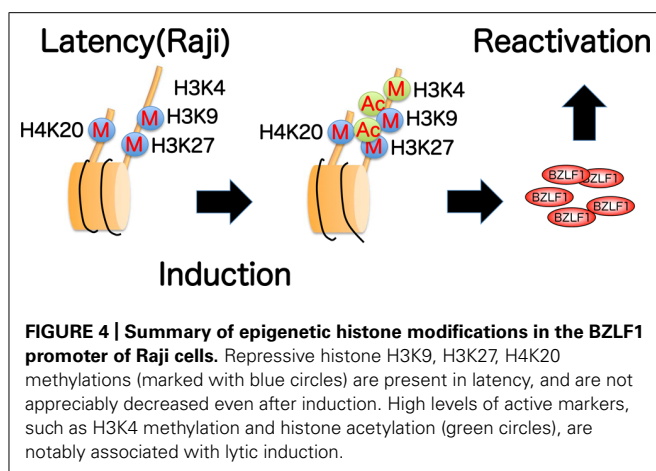 Latency(Raji)
Reactivation
H3K4
H3K9
H4K20
M
M
M
H3K27
H3K4
M
Ac
H3K9
M
H4K20
M
Ac
M
H3K27
BZLF1
BZLF1
BZLF1
BZLF1
BZLF1
Induction
FIGURE 4 | Summary of epigenetic histone modifications in the BZLF1
promoter of Raji cells. Repressive histone H3K9, H3K27, H4K20
methylations (marked with blue circles) are present in latency, and are not
appreciably decreased even after induction. High levels of active markers,
such as H3K4 methylation and histone acetylation (green circles), are
notably associated with lytic induction.